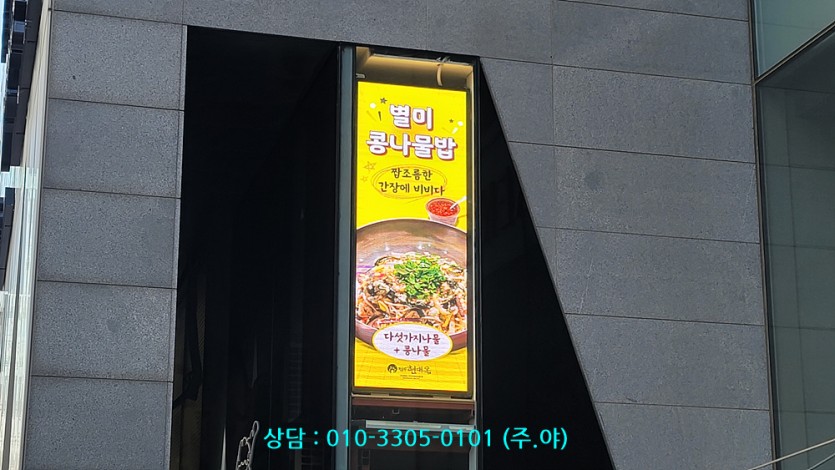 별미
콩나물밥
짭조름한
간장에 비비다
다섯가지나물
+ 콩나물
상담 : 010-3305-0101 (주.야)